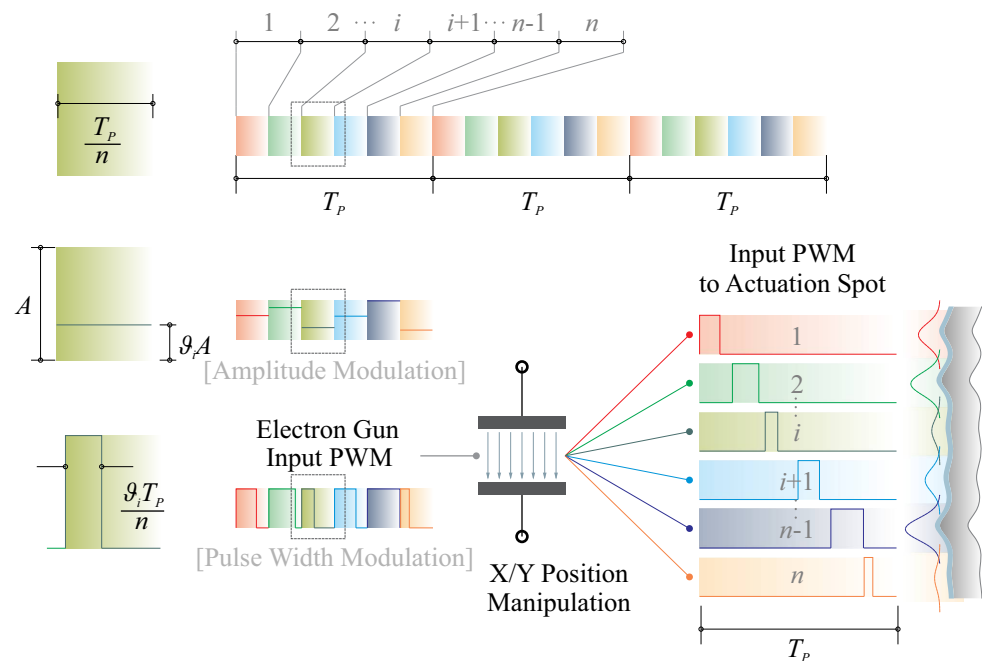 1 2 ··· i i+1 ··· n-1 n
T_P
n
T_P T_P T_P
A
ϑ_iA
[Amplitude Modulation]
Electron Gun
Input PWM
ϑ_iT_P
n
[Pulse Width Modulation]
X/Y Position
Manipulation
Input PWM
to Actuation Spot
1
2
i
i+1
n-1
n
T_P